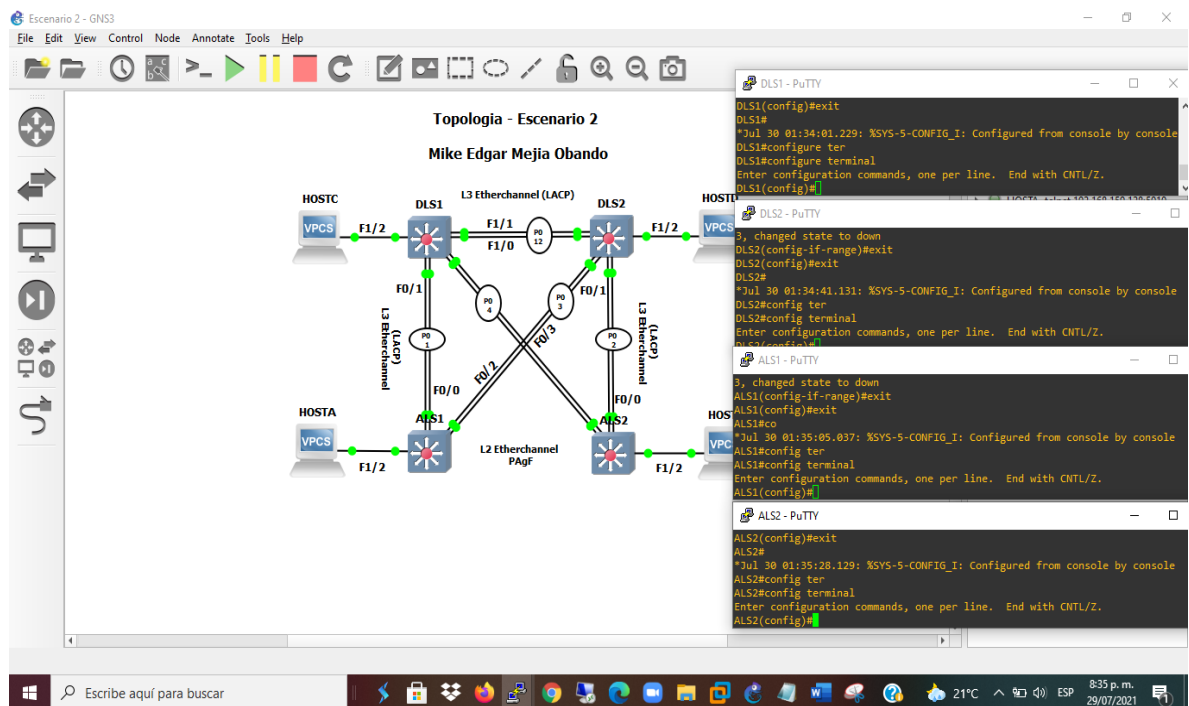 Escenario 2 - GNS3
File Edit View Control Node Annotate Tools Help
Topologia - Escenario 2
Mike Edgar Mejia Obando
L3 Etherchannel (LACP)
HOSTC
DLS1
DLS2
VPCS
F1/2
F1/1
F1/0
PO
12
F1/2
VPCS
F0/1
PO
4
PO
3
F0/1
L3 Etherchannel
(LACP)
PO
1
F0/3
PO
2
L3 Etherchannel
(LACP)
F0/2
F0/0
F0/0
HOSTA
ALS1
ALS2
VPCS
L2 Etherchannel
PAgF
F1/2
F1/2
DLS1 - PuTTY
DLS1(config)#exit
DLS1#
*Jul 30 01:34:01.229: %SYS-5-CONFIG_I: Configured from console by console
DLS1#configure ter
DLS1#configure terminal
Enter configuration commands, one per line. End with CNTL/Z.
DLS1(config)#
DLS2 - PuTTY
3, changed state to down
DLS2(config-if-range)#exit
DLS2(config)#exit
DLS2#
*Jul 30 01:34:41.131: %SYS-5-CONFIG_I: Configured from console by console
DLS2#config ter
DLS2#config terminal
Enter configuration commands, one per line. End with CNTL/Z.
DLS2(config)#
ALS1 - PuTTY
3, changed state to down
ALS1(config-if-range)#exit
ALS1(config)#exit
ALS1#co
*Jul 30 01:35:05.037: %SYS-5-CONFIG_I: Configured from console by console
ALS1#config ter
ALS1#config terminal
Enter configuration commands, one per line. End with CNTL/Z.
ALS1(config)#
ALS2 - PuTTY
ALS2(config)#exit
ALS2#
*Jul 30 01:35:28.129: %SYS-5-CONFIG_I: Configured from console by console
ALS2#config ter
ALS2#config terminal
Enter configuration commands, one per line. End with CNTL/Z.
ALS2(config)#
Escribe aquí para buscar
21°C
ESP
8:35 p. m.
29/07/2021